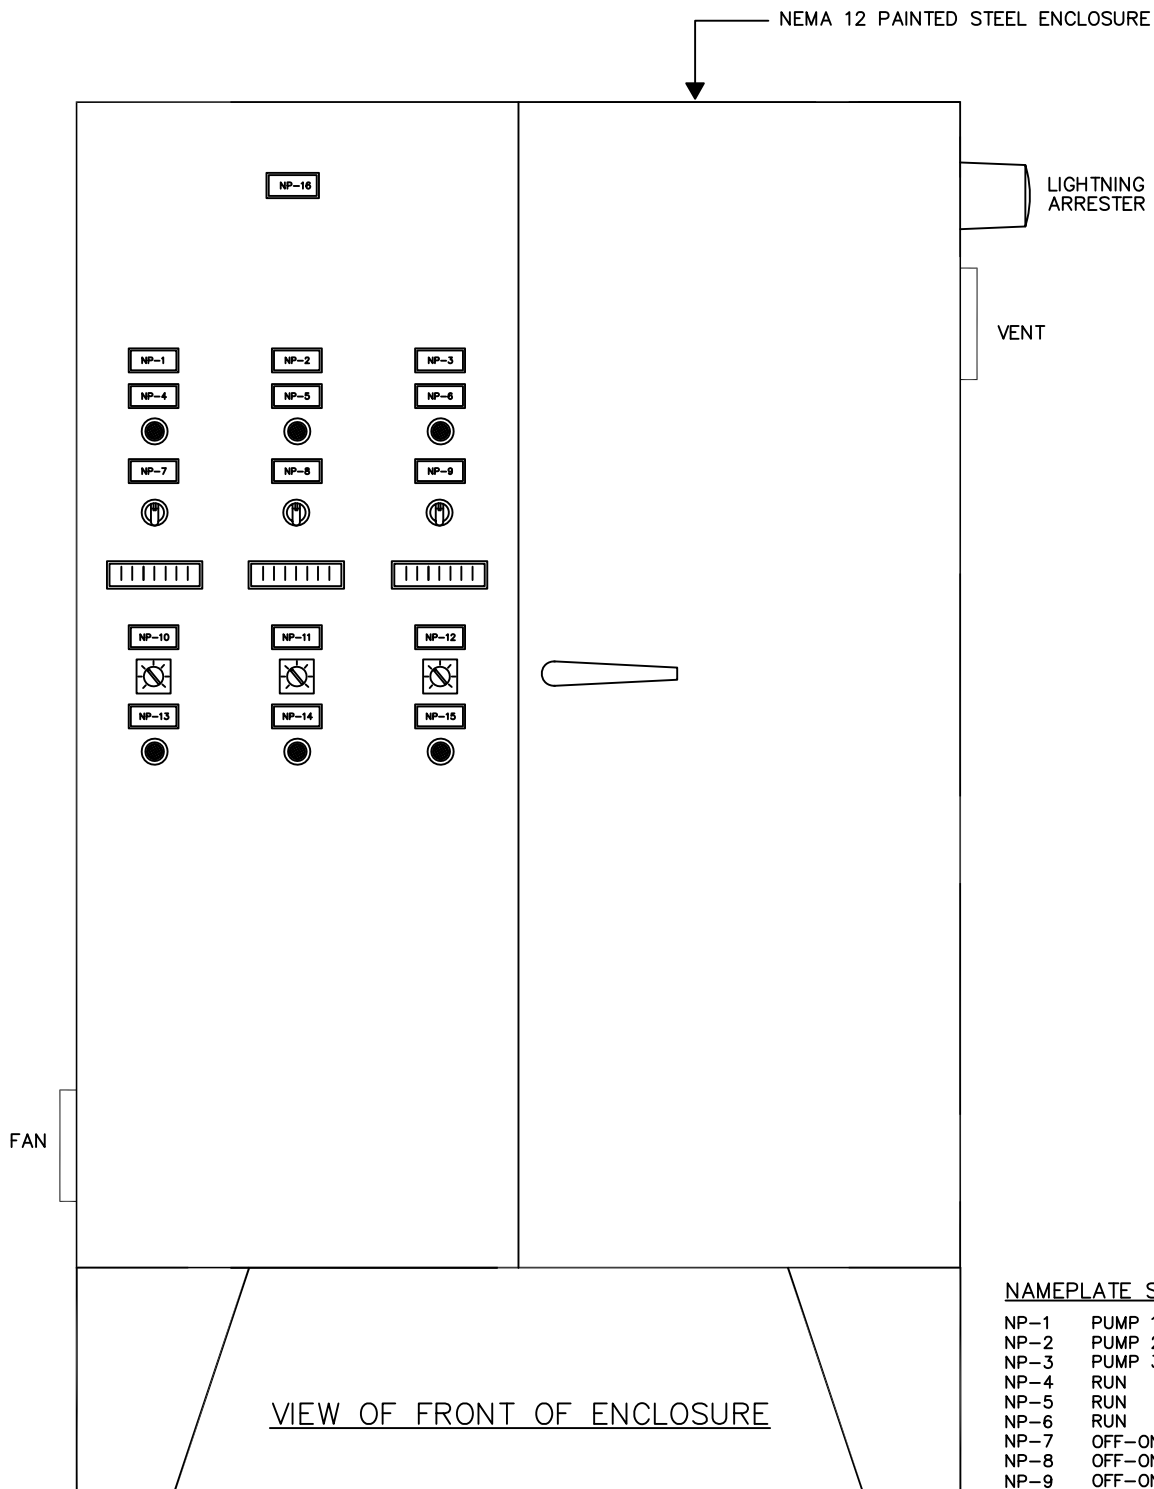 NEMA 12 PAINTED STEEL ENCLOSURE
NP-16
LIGHTNING
ARRESTER
VENT
NP-1 NP-2 NP-3
NP-4 NP-5 NP-6
NP-7 NP-8 NP-9
NP-10 NP-11 NP-12
NP-13 NP-14 NP-15
FAN
VIEW OF FRONT OF ENCLOSURE
NAMEPLATE
NP-1 PUMP
NP-2 PUMP
NP-3 PUMP
NP-4 RUN
NP-5 RUN
NP-6 RUN
NP-7
NP-8
NP-9